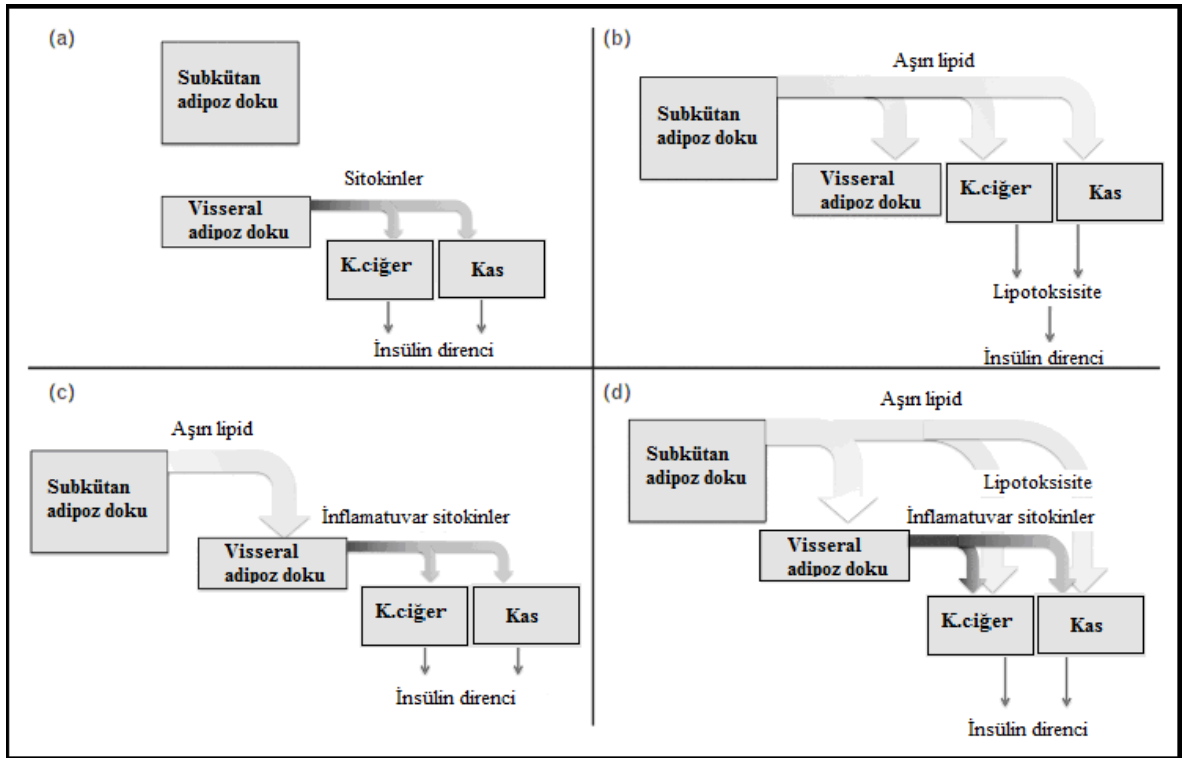 (a)
Subkütan
adipoz doku
Sitokinler
Visseral
adipoz doku
K.ciğer
Kas
İnsülin direnci
(b)
Aşırı lipid
Subkütan
adipoz doku
Visseral
adipoz doku
K.ciğer
Kas
Lipotoksisite
İnsülin direnci
(c)
Aşırı lipid
Subkütan
adipoz doku
İnflamatuvar sitokinler
Visseral
adipoz doku
K.ciğer
Kas
İnsülin direnci
(d)
Aşırı lipid
Subkütan
adipoz doku
Lipotoksisite
İnflamatuvar sitokinler
Visseral
adipoz doku
K.ciğer
Kas
İnsülin direnci